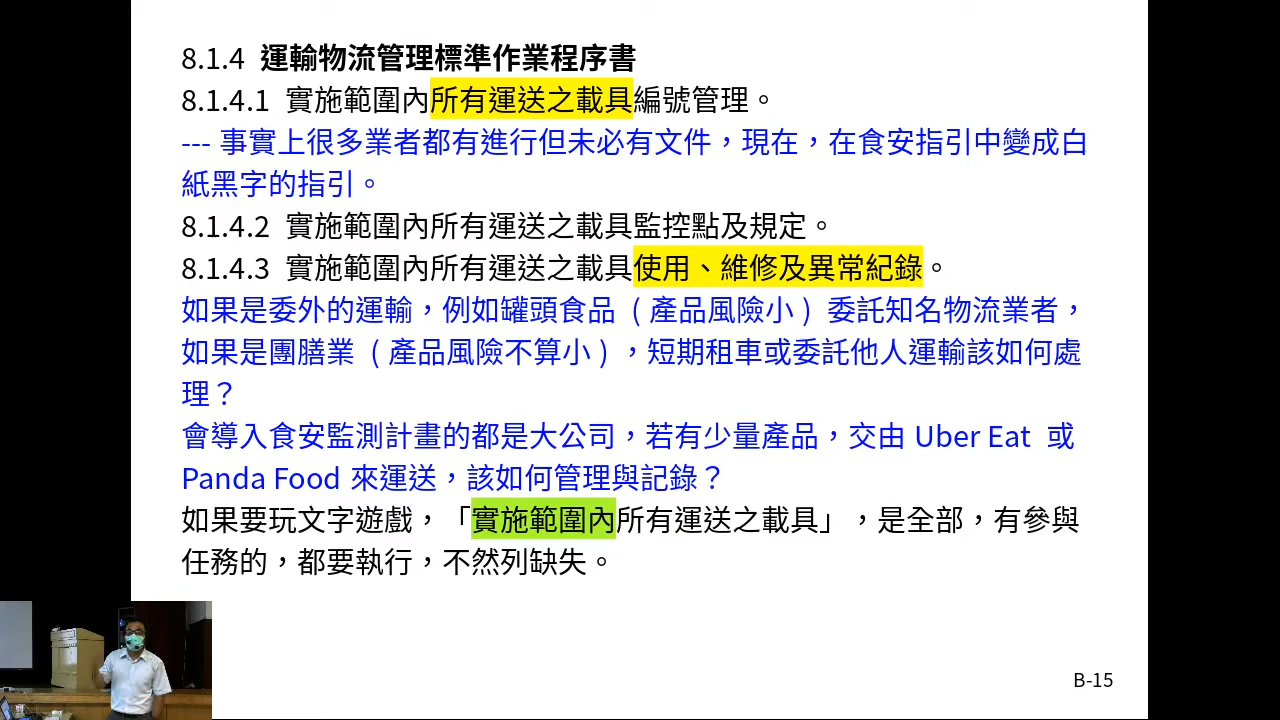 8.1.4 運輸物流管理標準作業程序書
8.1.4.1 實施範圍內所有運送之載具編號管理。
--- 事實上很多業者都有進行但未必有文件，現在，在食安指引中變成白
紙黑字的指引。
8.1.4.2 實施範圍內所有運送之載具監控點及規定。
8.1.4.3 實施範圍內所有運送之載具使用、維修及異常紀錄。
如果是委外的運輸，例如罐頭食品（產品風險小）委託知名物流業者，
如果是團膳業（產品風險不算小），短期租車或委託他人運輸該如何處
理？
會導入食安監測計畫的都是大公司，若有少量產品，交由 Uber Eat 或
Panda Food 來運送，該如何管理與記錄？
如果要玩文字遊戲，「實施範圍內所有運送之載具」，是全部，有參與
任務的，都要執行，不然列缺失。
B-15